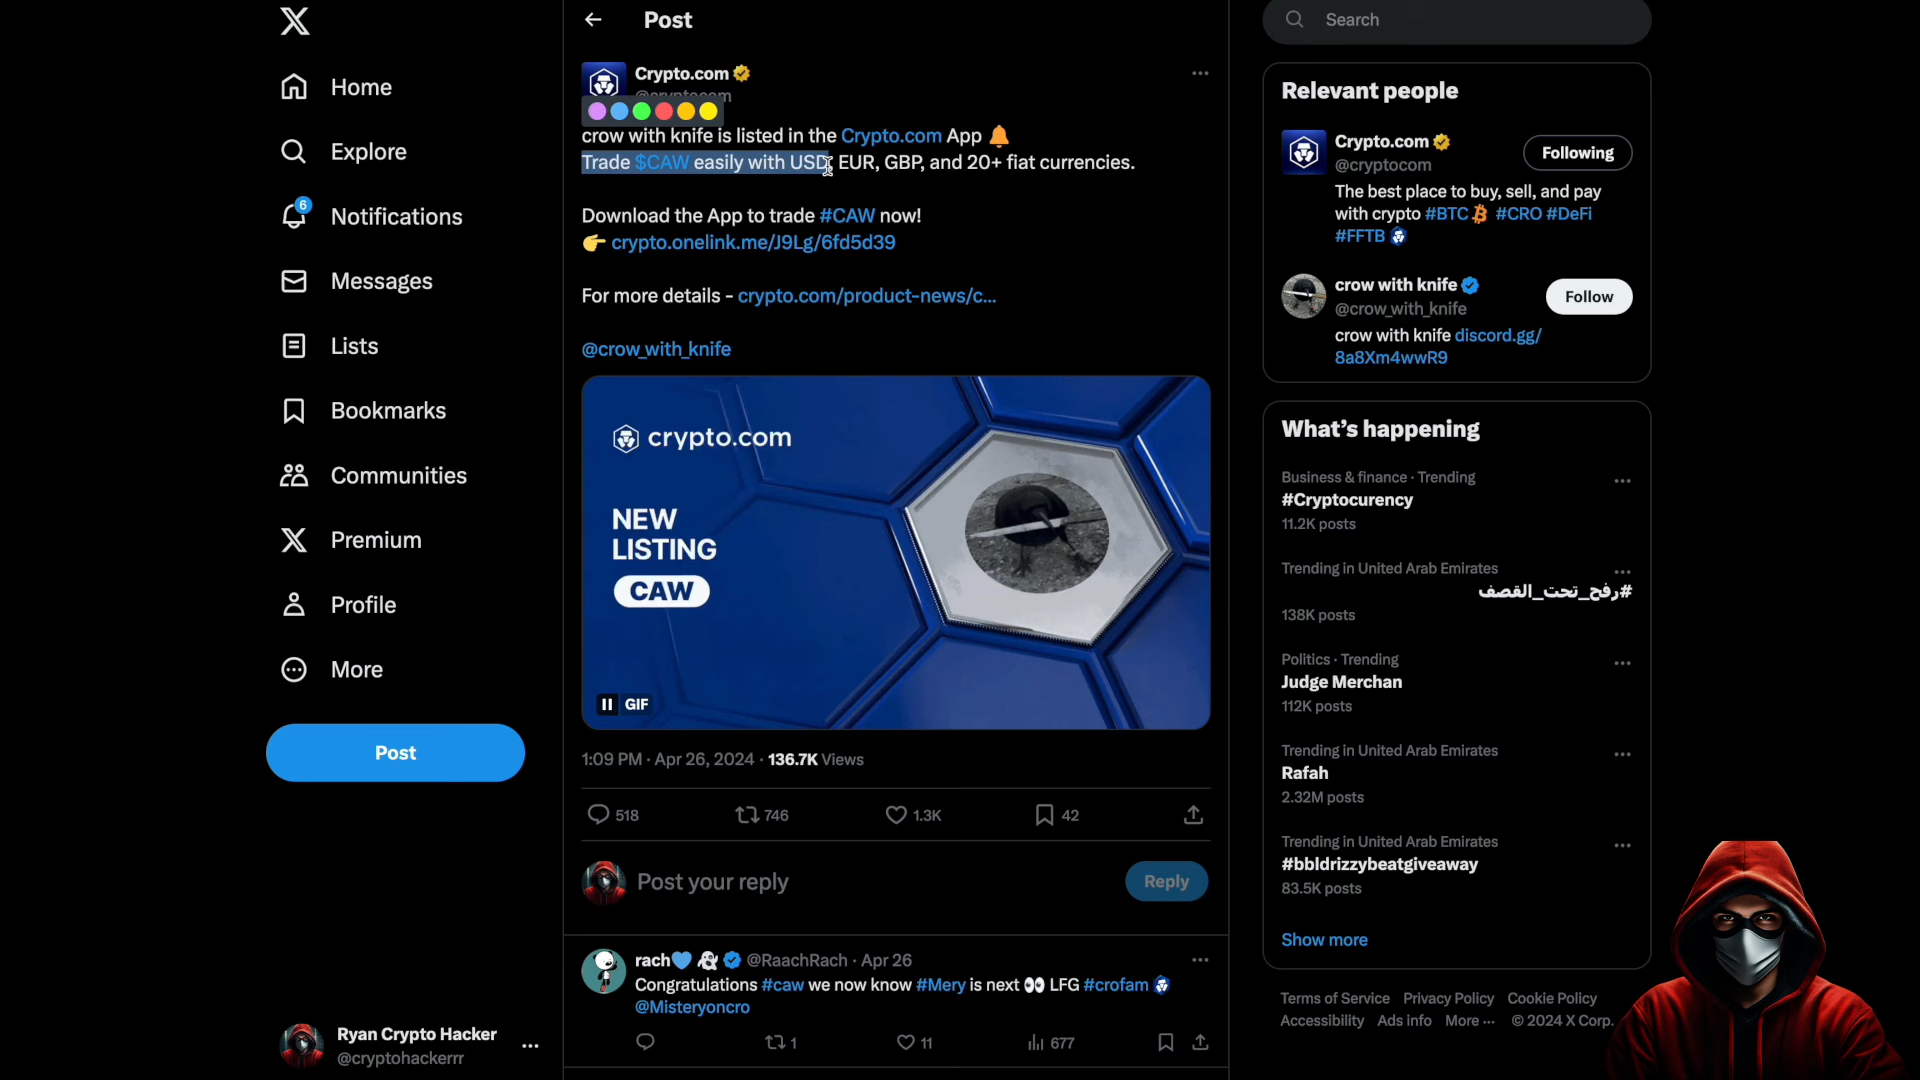 Home
Explore
6
Notifications
Messages
Lists
Bookmarks
Communities
Premium
Profile
More
Post
Ryan Crypto Hacker
@cryptohackerrr
Post
Crypto.com
@cryptocom
crow with knife is listed in the Crypto.com App
Trade $CAW easily with USD, EUR, GBP, and 20+ fiat currencies.
Download the App to trade #CAW now!
crypto.onelink.me/J9Lg/6fd5d39
For more details - crypto.com/product-news/c...
@crow_with_knife
crypto.com
NEW
LISTING
CAW
GIF
1:09 PM · Apr 26, 2024 · 136.7K Views
518 746 1.3K 42
Post your reply
Reply
rach @RaachRach · Apr 26
Congratulations #caw we now know #Mery is next LFG #crofam
@Misteryoncro
1 11 677
Search
Relevant people
Crypto.com
@cryptocom
Following
The best place to buy, sell, and pay
with crypto #BTC #CRO #DeFi
#FFTB
crow with knife
@crow_with_knife
Follow
crow with knife discord.gg/
8a8Xm4wwR9
What's happening
Business & finance · Trending
#Cryptocurency
11.2K posts
Trending in United Arab Emirates
#رفح_تحت_القصف
138K posts
Politics · Trending
Judge Merchan
112K posts
Trending in United Arab Emirates
Rafah
2.32M posts
Trending in United Arab Emirates
#bbldrizzybeatgiveaway
83.5K posts
Show more
Terms of Service Privacy Policy Cookie Policy
Accessibility Ads info More ··· © 2024 X Corp.